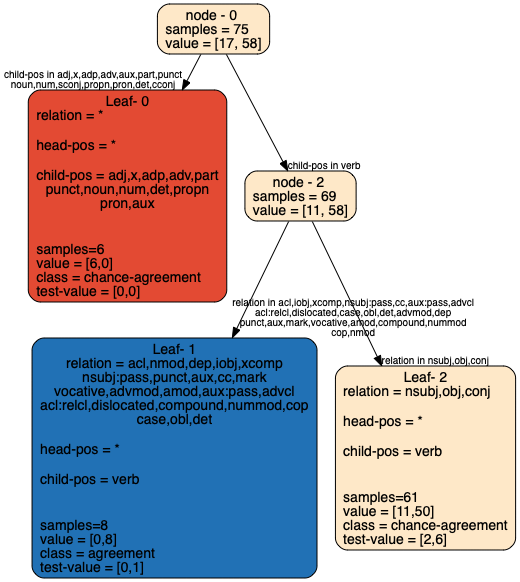 node - 0
samples = 75
value = [17, 58]
child-pos in adj,x,adp,adv,aux,part,punct
noun,num,sconj,propn,pron,det,cconj
Leaf- 0
relation = *
head-pos = *
child-pos = adj,x,adp,adv,part
punct,noun,num,det,propn
pron,aux
samples=6
value = [6,0]
class = chance-agreement
test-value = [0,0]
child-pos in verb
node - 2
samples = 69
value = [11, 58]
relation in acl,iobj,xcomp,nsubj:pass,cc,aux:pass,advcl
acl:relcl,dislocated,case,obl,det,advmod,dep
punct,aux,mark,vocative,amod,compound,nummod
cop,nmod
Leaf- 1
relation = acl,nmod,dep,iobj,xcomp
nsubj:pass,punct,aux,cc,mark
vocative,advmod,amod,aux:pass,advcl
acl:relcl,dislocated,compound,nummod,cop
case,obl,det
head-pos = *
child-pos = verb
samples=8
value = [0,8]
class = agreement
test-value = [0,1]
relation in nsubj,obj,conj
Leaf- 2
relation = nsubj,obj,conj
head-pos = *
child-pos = verb
samples=61
value = [11,50]
class = chance-agreement
test-value = [2,6]